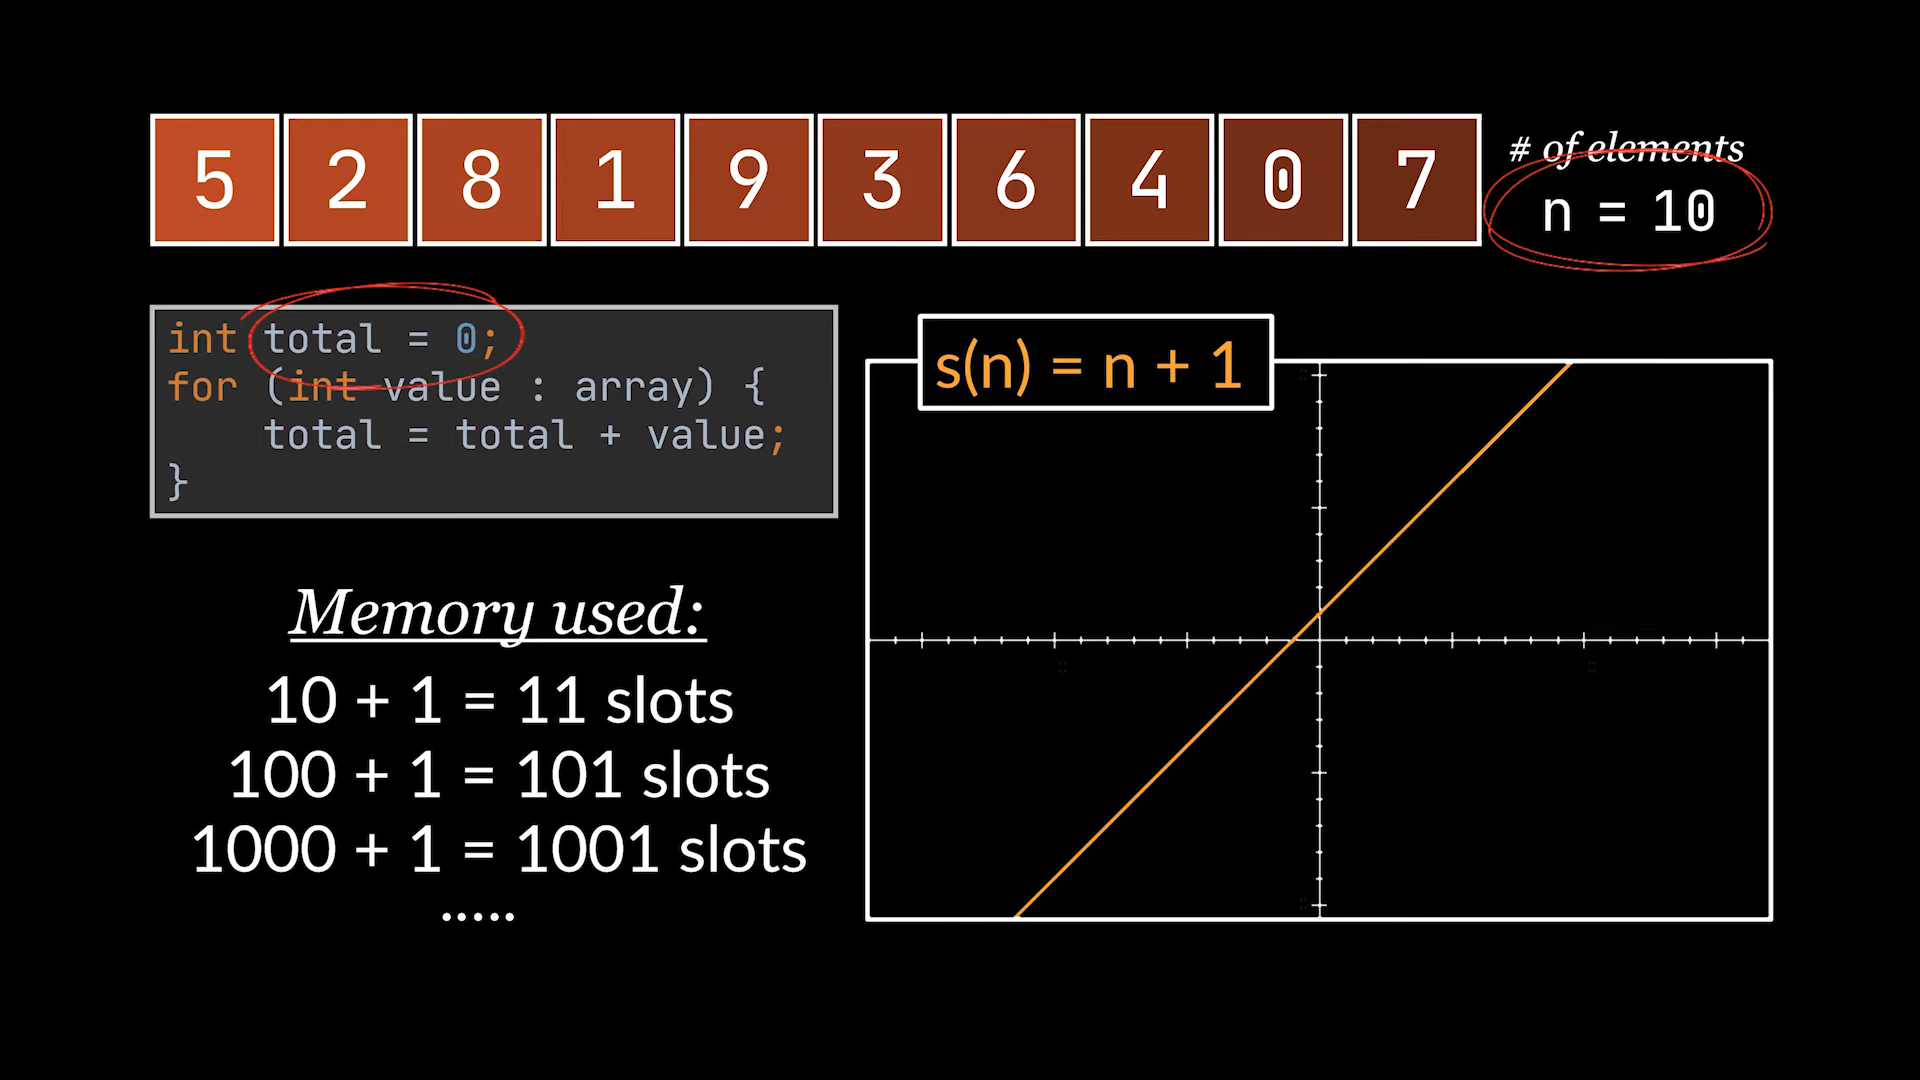 5 2 8 1 9 3 6 4 0 7
# of elements
n = 10
int total = 0;
for (int value : array) {
    total = total + value;
}
s(n) = n + 1
Memory used:
10 + 1 = 11 slots
100 + 1 = 101 slots
1000 + 1 = 1001 slots
.....